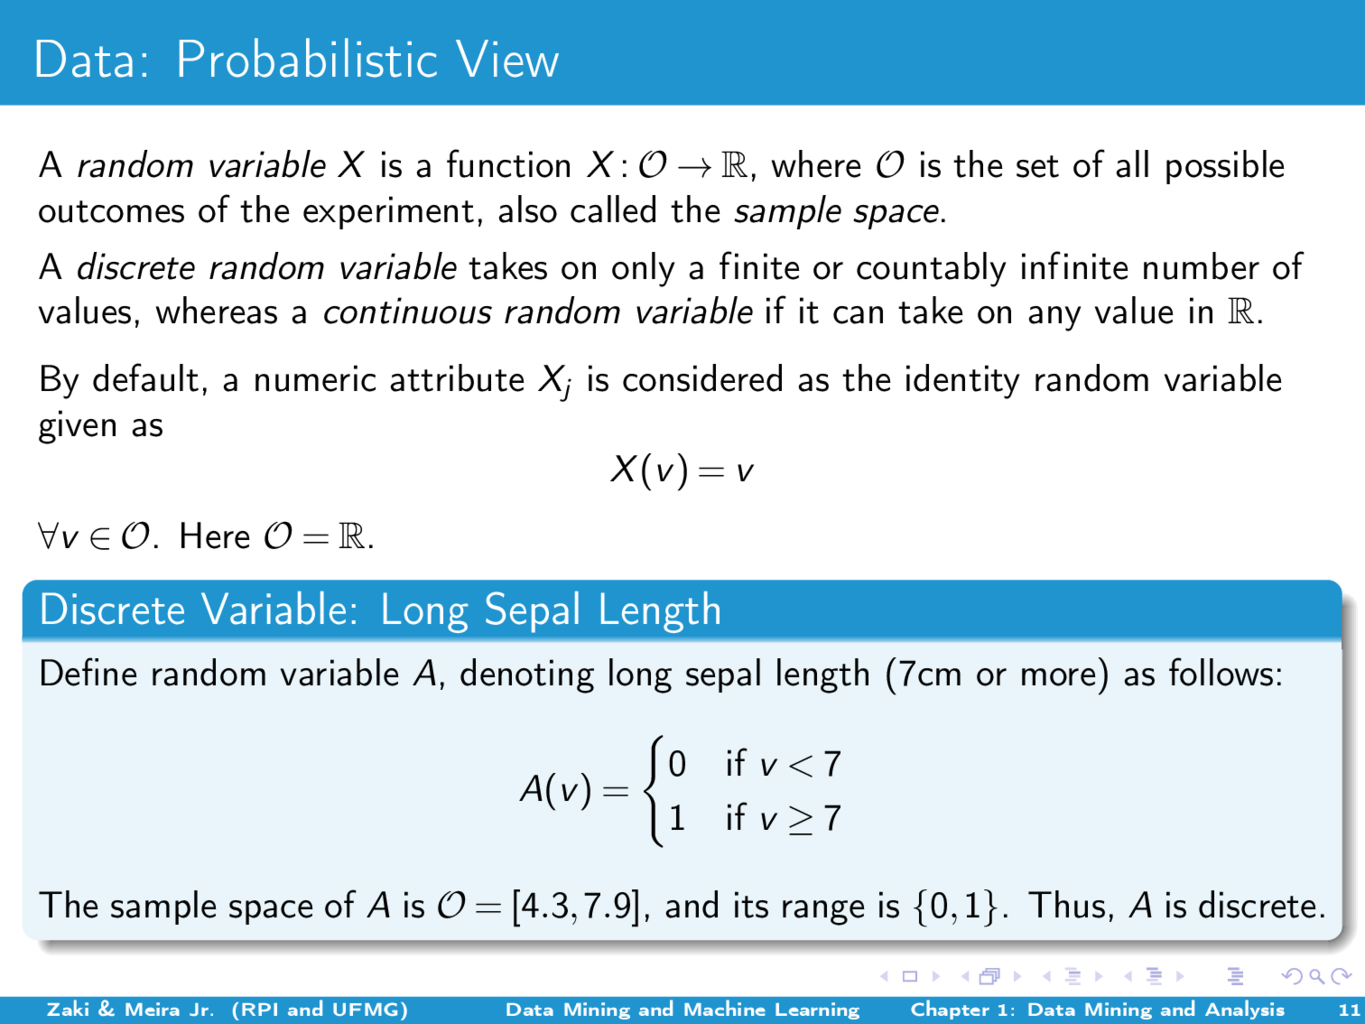 Data: Probabilistic View
A random variable X is a function X : 𝒪 → ℝ, where 𝒪 is the set of all possible
outcomes of the experiment, also called the sample space.
A discrete random variable takes on only a finite or countably infinite number of
values, whereas a continuous random variable if it can take on any value in ℝ.
By default, a numeric attribute X_j is considered as the identity random variable
given as
X(v) = v
∀v ∈ 𝒪. Here 𝒪 = ℝ.
Discrete Variable: Long Sepal Length
Define random variable A, denoting long sepal length (7cm or more) as follows:
A(v) = {0 if v < 7
1 if v ≥ 7
The sample space of A is 𝒪 = [4.3, 7.9], and its range is {0, 1}. Thus, A is discrete.
Zaki & Meira Jr. (RPI and UFMG) Data Mining and Machine Learning Chapter 1: Data Mining and Analysis 11